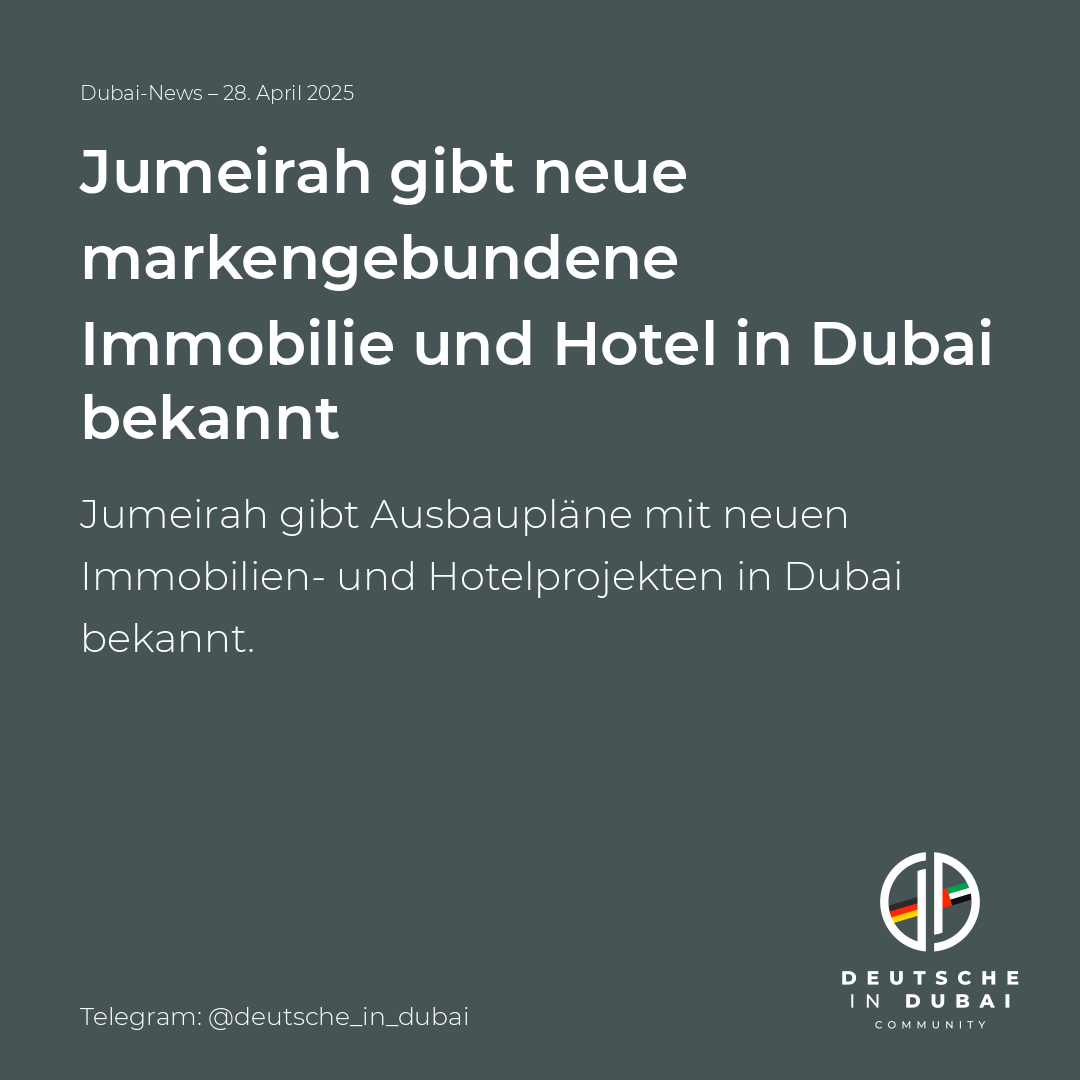 Dubai-News – 28. April 2025
Jumeirah gibt neue
markengebundene
Immobilie und Hotel in Dubai
bekannt
Jumeirah gibt Ausbaupläne mit neuen
Immobilien- und Hotelprojekten in Dubai
bekannt.
DEUTSCHE
IN DUBAI
COMMUNITY
Telegram: @deutsche_in_dubai